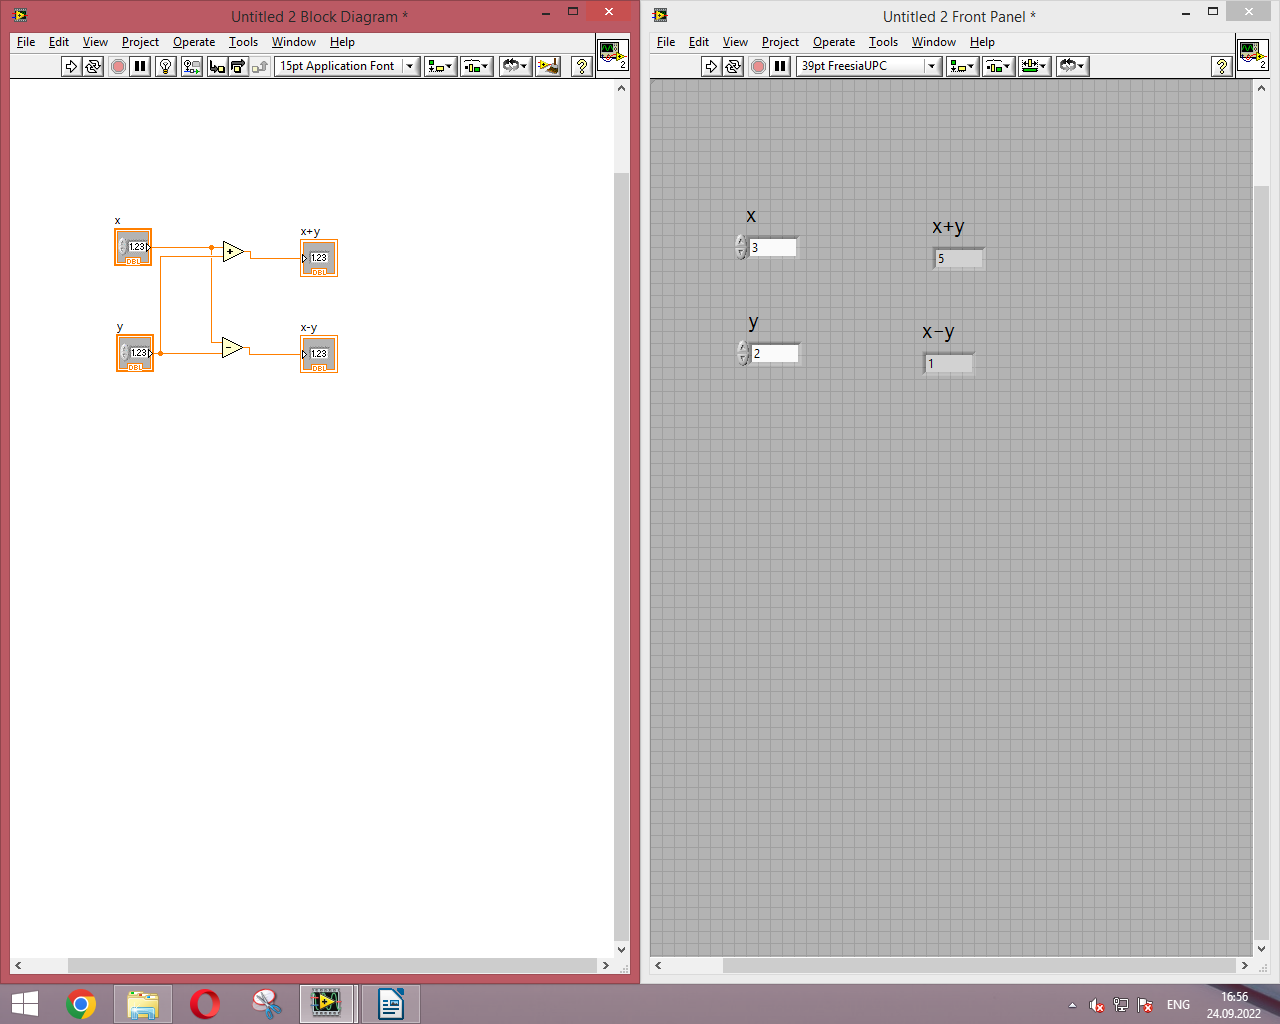 Untitled 2 Block Diagram *
File Edit View Project Operate Tools Window Help
15pt Application Font
2
x
1.23
DBL
x+y
1.23
DBL
y
1.23
DBL
x-y
1.23
DBL
Untitled 2 Front Panel *
File Edit View Project Operate Tools Window Help
39pt FreesiaUPC
2
x
3
x+y
5
y
2
x-y
1
ENG
16:56
24.09.2022